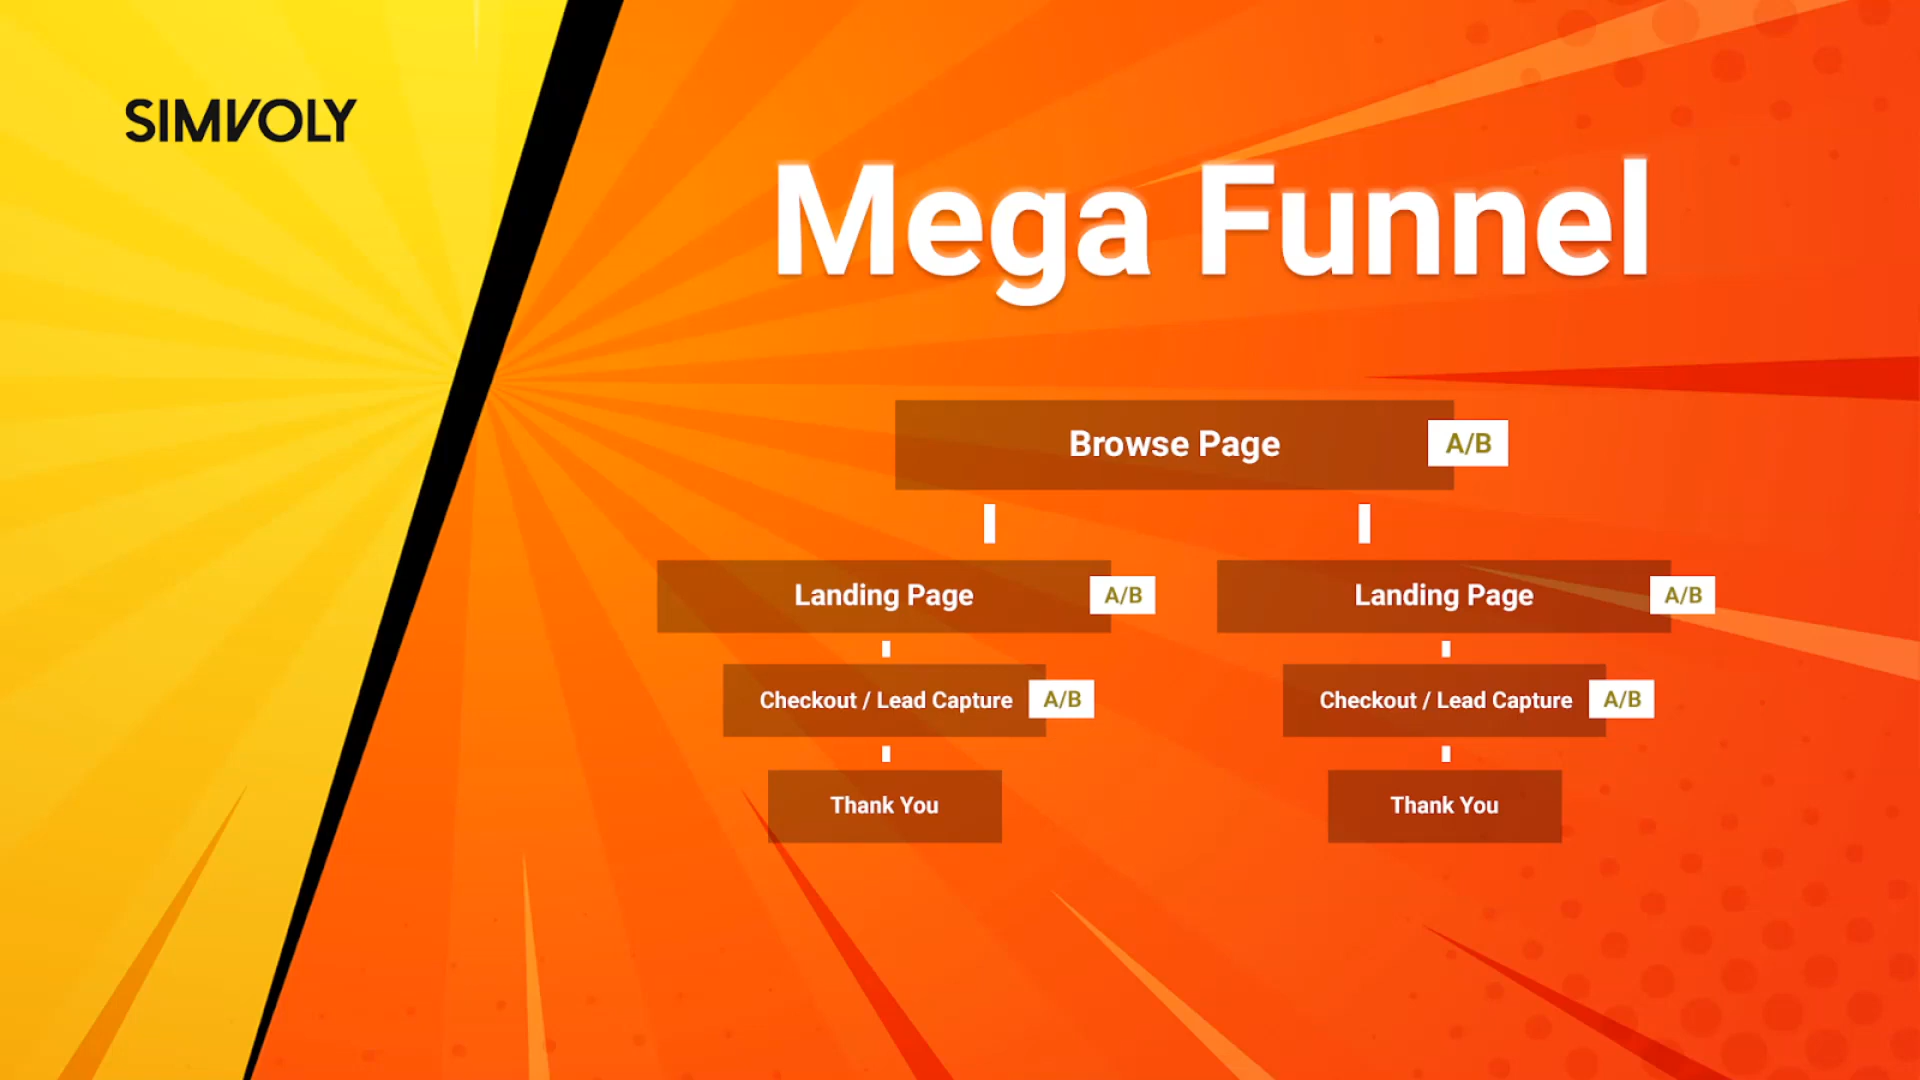 SIMVOLY
Mega Funnel
Browse Page A/B
Landing Page A/B
Landing Page A/B
Checkout / Lead Capture A/B
Checkout / Lead Capture A/B
Thank You
Thank You